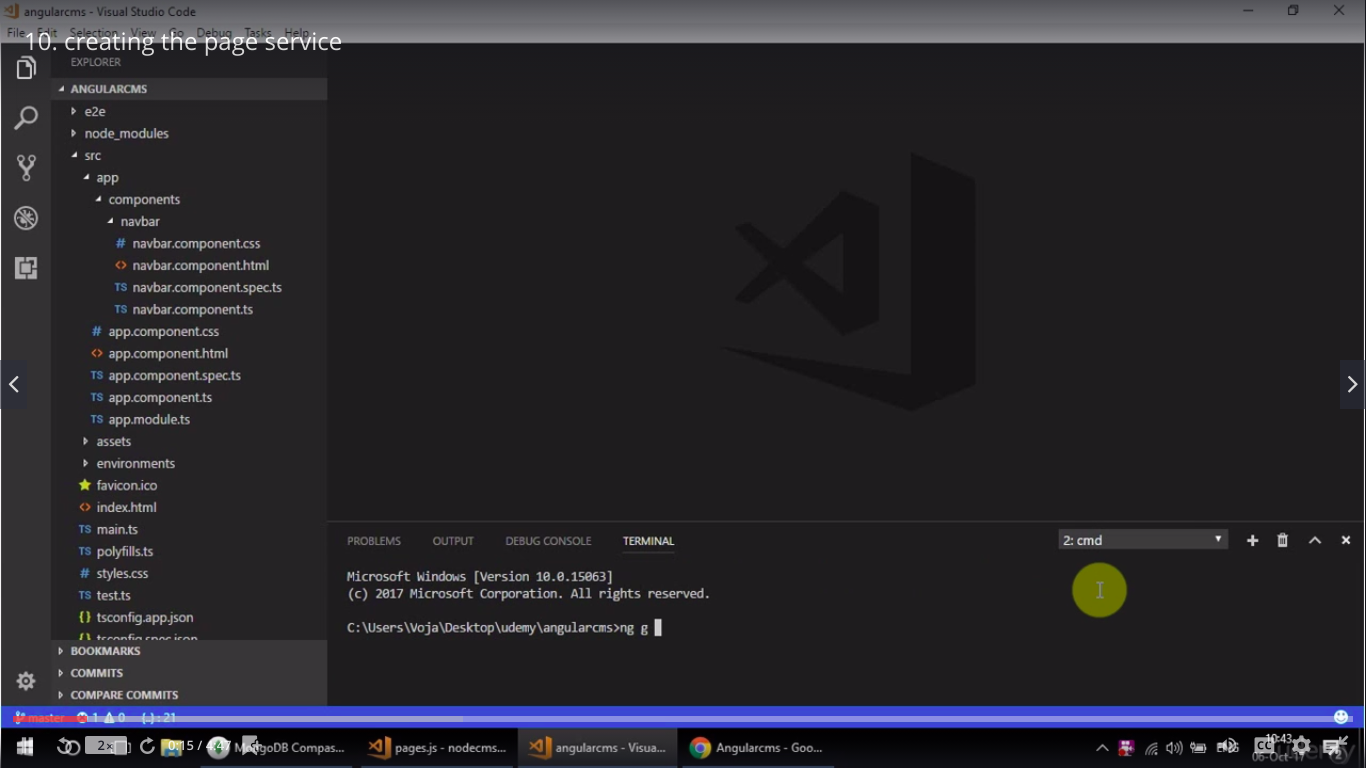 angularcms - Visual Studio Code
File Edit Selection View Go Debug Tasks Help
10. creating the page service
EXPLORER
ANGULARCMS
e2e
node_modules
src
app
components
navbar
navbar.component.css
navbar.component.html
navbar.component.spec.ts
navbar.component.ts
app.component.css
app.component.html
app.component.spec.ts
app.component.ts
app.module.ts
assets
environments
favicon.ico
index.html
main.ts
polyfills.ts
styles.css
test.ts
tsconfig.app.json
tsconfig.spec.json
BOOKMARKS
COMMITS
COMPARE COMMITS
PROBLEMS OUTPUT DEBUG CONSOLE TERMINAL
2: cmd
Microsoft Windows [Version 10.0.15063]
(c) 2017 Microsoft Corporation. All rights reserved.
C:\Users\Voja\Desktop\udemy\angularcms>ng g
master 1 0 {.} : 21
2x 0:15 / 4:47 MongoDB Compas... pages.js - nodecms... angularcms - Visua... Angularcms - Goo...
10:43
06-Oct-17